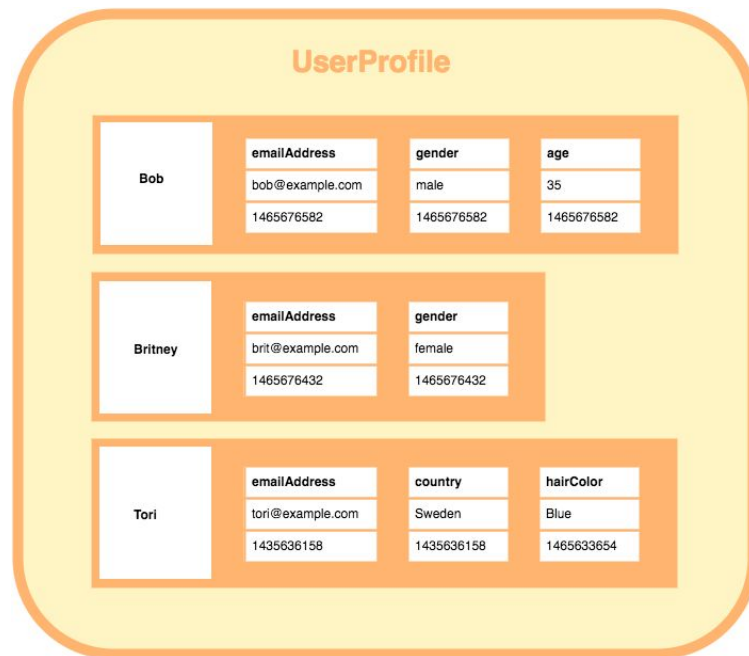 UserProfile
Bob
emailAddress gender age
bob@example.com male 35
1465676582 1465676582 1465676582
Britney
emailAddress gender
brit@example.com female
1465676432 1465676432
Tori
emailAddress country hairColor
tori@example.com Sweden Blue
1435636158 1435636158 1465633654